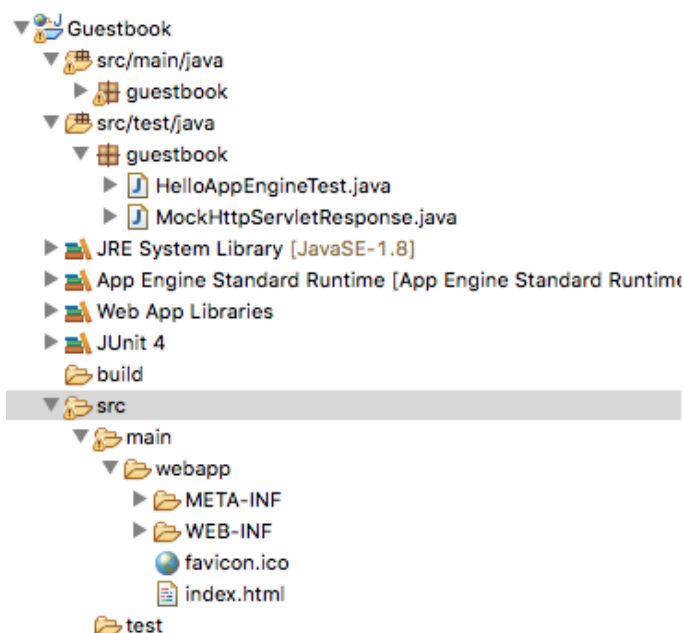 Guestbook
src/main/java
guestbook
src/test/java
guestbook
HelloAppEngineTest.java
MockHttpServletResponse.java
JRE System Library [JavaSE-1.8]
App Engine Standard Runtime [App Engine Standard Runtime
Web App Libraries
JUnit 4
build
src
main
webapp
META-INF
WEB-INF
favicon.ico
index.html
test